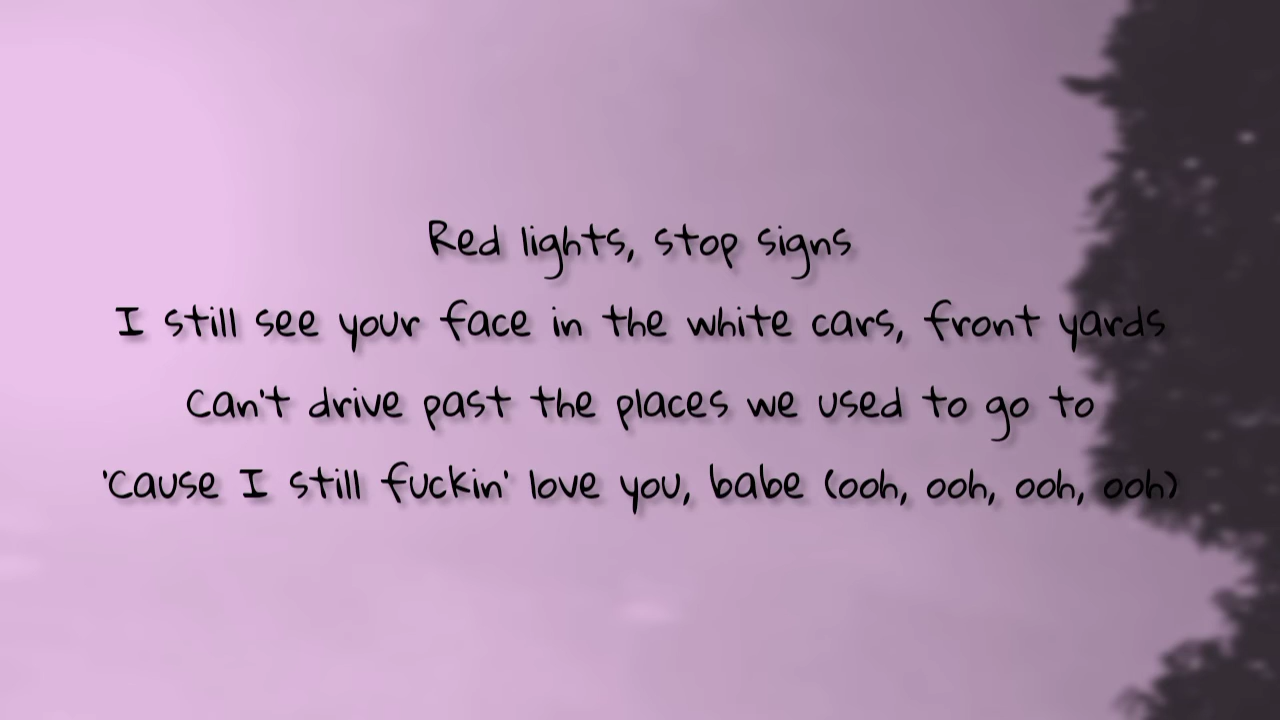 Red lights, stop signs
I still see your face in the white cars, front yards
Can't drive past the places we used to go to
'Cause I still fuckin' love you, babe (ooh, ooh, ooh, ooh)